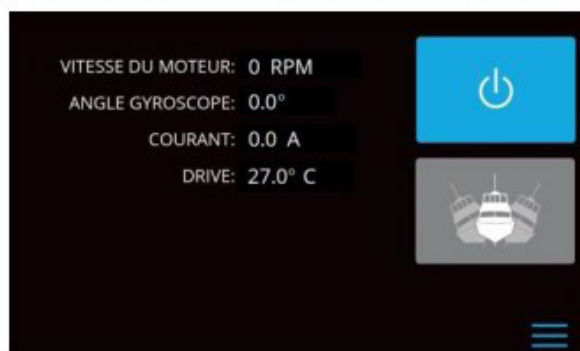 VITESSE DU MOTEUR: 0 RPM
ANGLE GYROSCOPE: 0.0°
COURANT: 0.0 A
DRIVE: 27.0° C